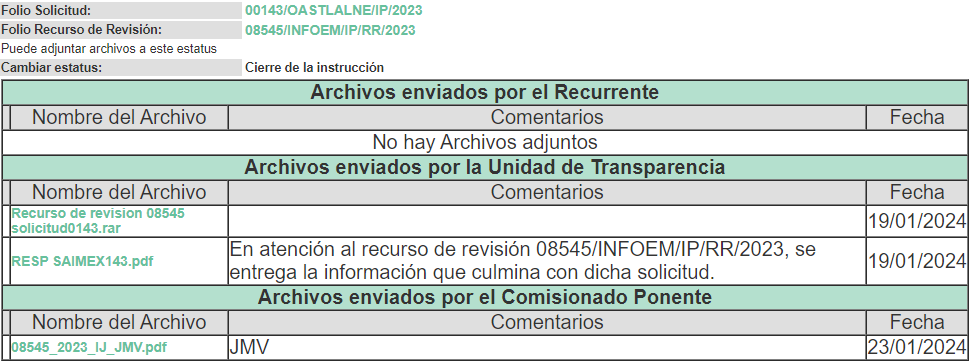 Folio Solicitud: 00143/OASTLALNE/IP/2023
Folio Recurso de Revisión: 08545/INFOEM/IP/RR/2023
Puede adjuntar archivos a este estatus
Cambiar estatus: Cierre de la instrucción
Archivos enviados por el Recurrente
Nombre del Archivo Comentarios Fecha
No hay Archivos adjuntos
Archivos enviados por la Unidad de Transparencia
Nombre del Archivo Comentarios Fecha
Recurso de revision 08545
solicitud0143.rar 19/01/2024
RESP SAIMEX143.pdf En atención al recurso de revisión 08545/INFOEM/IP/RR/2023, se
entrega la información que culmina con dicha solicitud. 19/01/2024
Archivos enviados por el Comisionado Ponente
Nombre del Archivo Comentarios Fecha
08545_2023_IJ_JMV.pdf JMV 23/01/2024